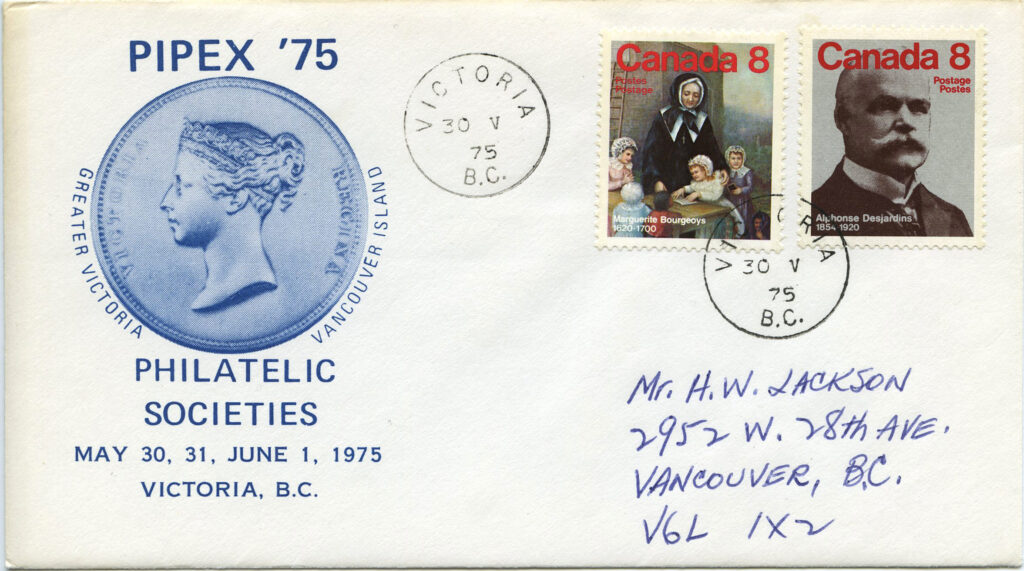 PIPEX '75
GREATER VICTORIA
VANCOUVER ISLAND
PHILATELIC
SOCIETIES
MAY 30, 31, JUNE 1, 1975
VICTORIA, B.C.
VICTORIA
30 V
75
B.C.
Canada 8
Postes
Postage
Marguerite Bourgeoys
1620-1700
Canada 8
Postage
Postes
Alphonse Desjardins
1854 1920
30 V
75
B.C.
Mr. H.W. JACKSON
2952 W. 28th AVE.
VANCOUVER, B.C.
V6L 1X2